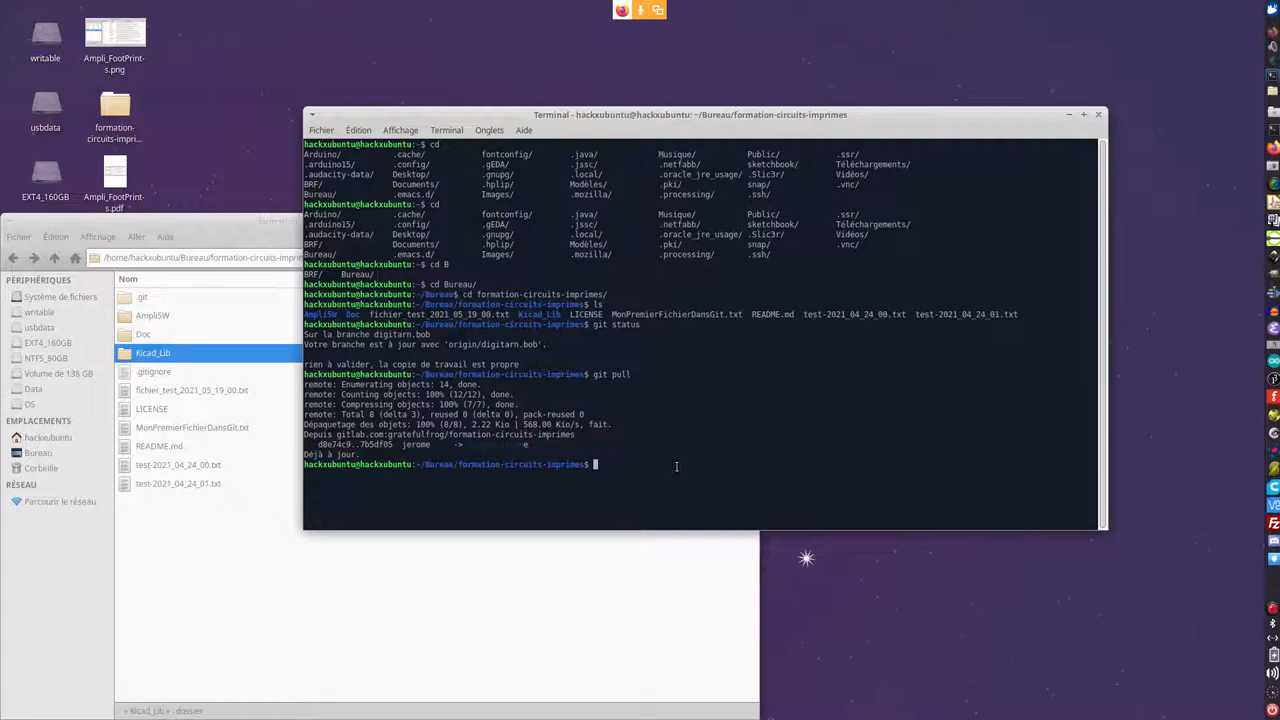 writable
Ampli_FootPrint-
s.png
usbdata
formation-
circuits-impri...
EXT4_160GB
Ampli_FootPrint-
s.pdf
Fichier Édition Affichage Aller Aide
/home/hackxubuntu/Bureau/formation-circuits-imprim
PÉRIPHÉRIQUES
Système de fichiers
writable
usbdata
EXT4_160GB
NTFS_80GB
Volume de 138 GB
Data
OS
EMPLACEMENTS
hackxubuntu
Bureau
Corbeille
RÉSEAU
Parcourir le réseau
Nom
.git
Ampli5W
Doc
Kicad_Lib
.gitignore
fichier_test_2021_05_19_00.txt
LICENSE
MonPremierFichierDansGit.txt
README.md
test-2021_04_24_00.txt
test-2021_04_24_01.txt
« Kicad_Lib » : dossier
Terminal - hackxubuntu@hackxubuntu: ~/Bureau/formation-circuits-imprimes
Fichier Édition Affichage Terminal Onglets Aide
hackxubuntu@hackxubuntu:~$ cd
Arduino/ .cache/ fontconfig/ .java/ Musique/ Public/ .ssr/
.arduino15/ Desktop/ .gEDA/ .jssc/ .netfabb/ sketchbook/ Téléchargements/
.audacity-data/ Desktop/ .gnupg/ .local/ .oracle_jre_usage/ .Slic3r/ Vidéos/
BRF/ Documents/ .hplip/ Modèles/ .pki/ snap/ .vnc/
Bureau/ .emacs.d/ Images/ .mozilla/ .processing/ .ssh/
hackxubuntu@hackxubuntu:~$ cd
Arduino/ .cache/ fontconfig/ .java/ Musique/ Public/ .ssr/
.arduino15/ .config/ .gEDA/ .jssc/ .netfabb/ sketchbook/ Téléchargements/
.audacity-data/ Desktop/ .gnupg/ .local/ .oracle_jre_usage/ .Slic3r/ Vidéos/
BRF/ Documents/ .hplip/ Modèles/ .pki/ snap/ .vnc/
Bureau/ .emacs.d/ Images/ .mozilla/ .processing/ .ssh/
hackxubuntu@hackxubuntu:~$ cd B
BRF/ Bureau/
hackxubuntu@hackxubuntu:~$ cd Bureau/
hackxubuntu@hackxubuntu:~/Bureau$ cd formation-circuits-imprimes/
hackxubuntu@hackxubuntu:~/Bureau/formation-circuits-imprimes$ ls
Ampli5W Doc fichier_test_2021_05_19_00.txt Kicad_Lib LICENSE MonPremierFichierDansGit.txt README.md test-2021_04_24_00.txt test-2021_04_24_01.txt
hackxubuntu@hackxubuntu:~/Bureau/formation-circuits-imprimes$ git status
Sur la branche digitarn.bob
Votre branche est à jour avec 'origin/digitarn.bob'.
rien à valider, la copie de travail est propre
hackxubuntu@hackxubuntu:~/Bureau/formation-circuits-imprimes$ git pull
remote: Enumerating objects: 14, done.
remote: Counting objects: 100% (12/12), done.
remote: Compressing objects: 100% (7/7), done.
remote: Total 8 (delta 3), reused 0 (delta 0), pack-reused 0
Dépaquetage des objets: 100% (8/8), 2.22 Kio | 568.00 Kio/s, fait.
Depuis gitlab.com:gratefulfrog/formation-circuits-imprimes
d8e74c9..7b5df05 jerome ->
Déjà à jour.
hackxubuntu@hackxubuntu:~/Bureau/formation-circuits-imprimes$